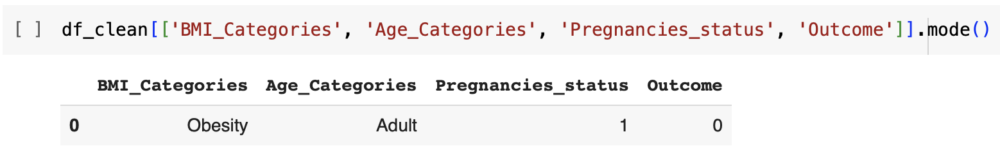 [ ] df_clean[['BMI_Categories', 'Age_Categories', 'Pregnancies_status', 'Outcome']].mode()
BMI_Categories Age_Categories Pregnancies_status Outcome
0 Obesity Adult 1 0